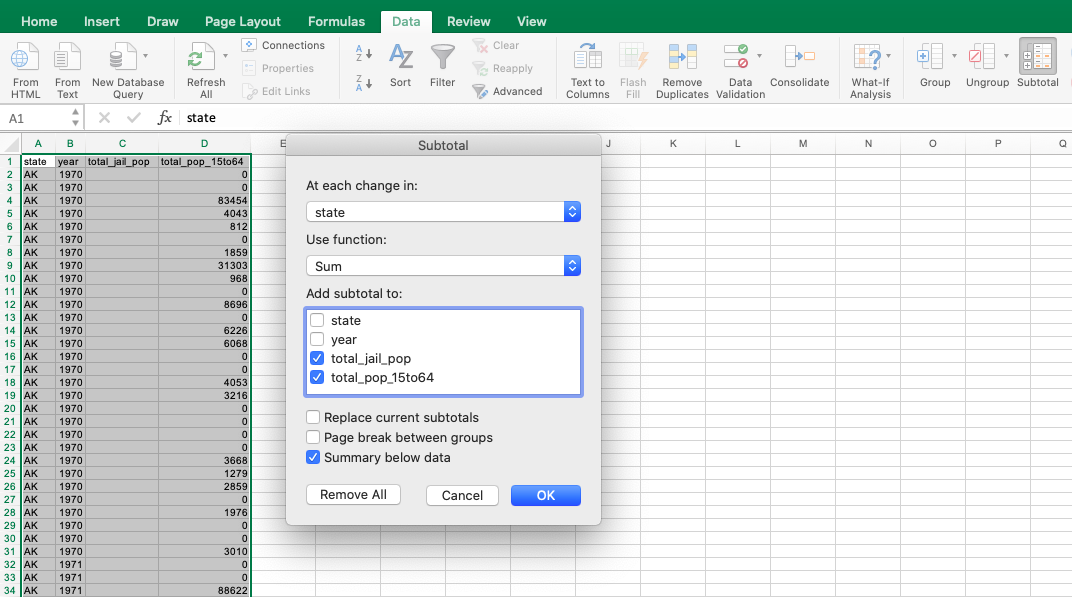 Home Insert Draw Page Layout Formulas Data Review View
From HTML
From Text
New Database Query
Refresh All
Connections
Properties
Edit Links
A Z
Z A
AZ Sort
Filter
Clear
Reapply
Advanced
Text to Columns
Flash Fill
Remove Duplicates
Data Validation
Consolidate
What-If Analysis
Group
Ungroup
Subtotal
A1 fx state
A B C D E J K L M N O P Q
1 state year total_jail_pop total_pop_15to64
2 AK 1970 0
3 AK 1970 0
4 AK 1970 83454
5 AK 1970 4043
6 AK 1970 812
7 AK 1970 0
8 AK 1970 1859
9 AK 1970 31303
10 AK 1970 968
11 AK 1970 0
12 AK 1970 8696
13 AK 1970 0
14 AK 1970 6226
15 AK 1970 6068
16 AK 1970 0
17 AK 1970 0
18 AK 1970 4053
19 AK 1970 3216
20 AK 1970 0
21 AK 1970 0
22 AK 1970 0
23 AK 1970 0
24 AK 1970 3668
25 AK 1970 1279
26 AK 1970 2859
27 AK 1970 0
28 AK 1970 1976
29 AK 1970 0
30 AK 1970 0
31 AK 1970 3010
32 AK 1971 0
33 AK 1971 0
34 AK 1971 88622
Subtotal
At each change in:
state
Use function:
Sum
Add subtotal to:
state
year
total_jail_pop
total_pop_15to64
Replace current subtotals
Page break between groups
Summary below data
Remove All Cancel OK